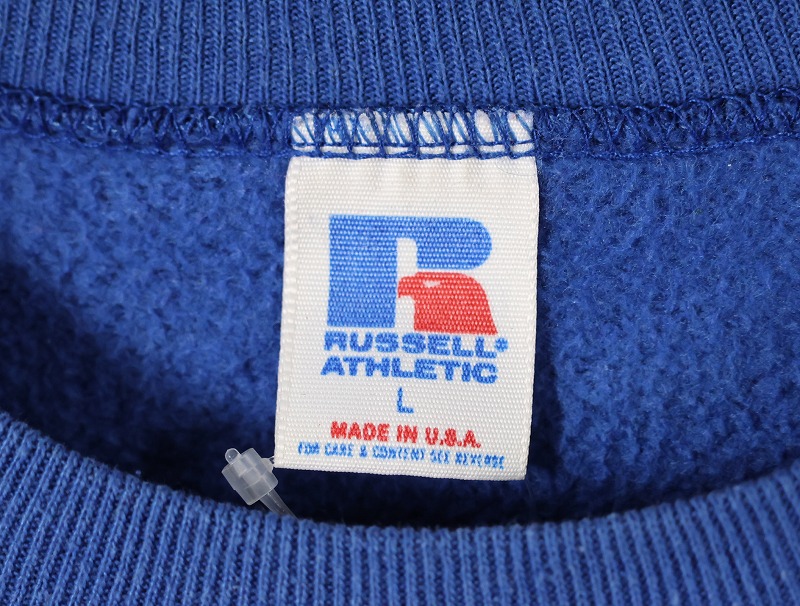 R
RUSSELL®
ATHLETIC
L
MADE IN U.S.A.
FOR CARE & CONTENT SEE REVERSE